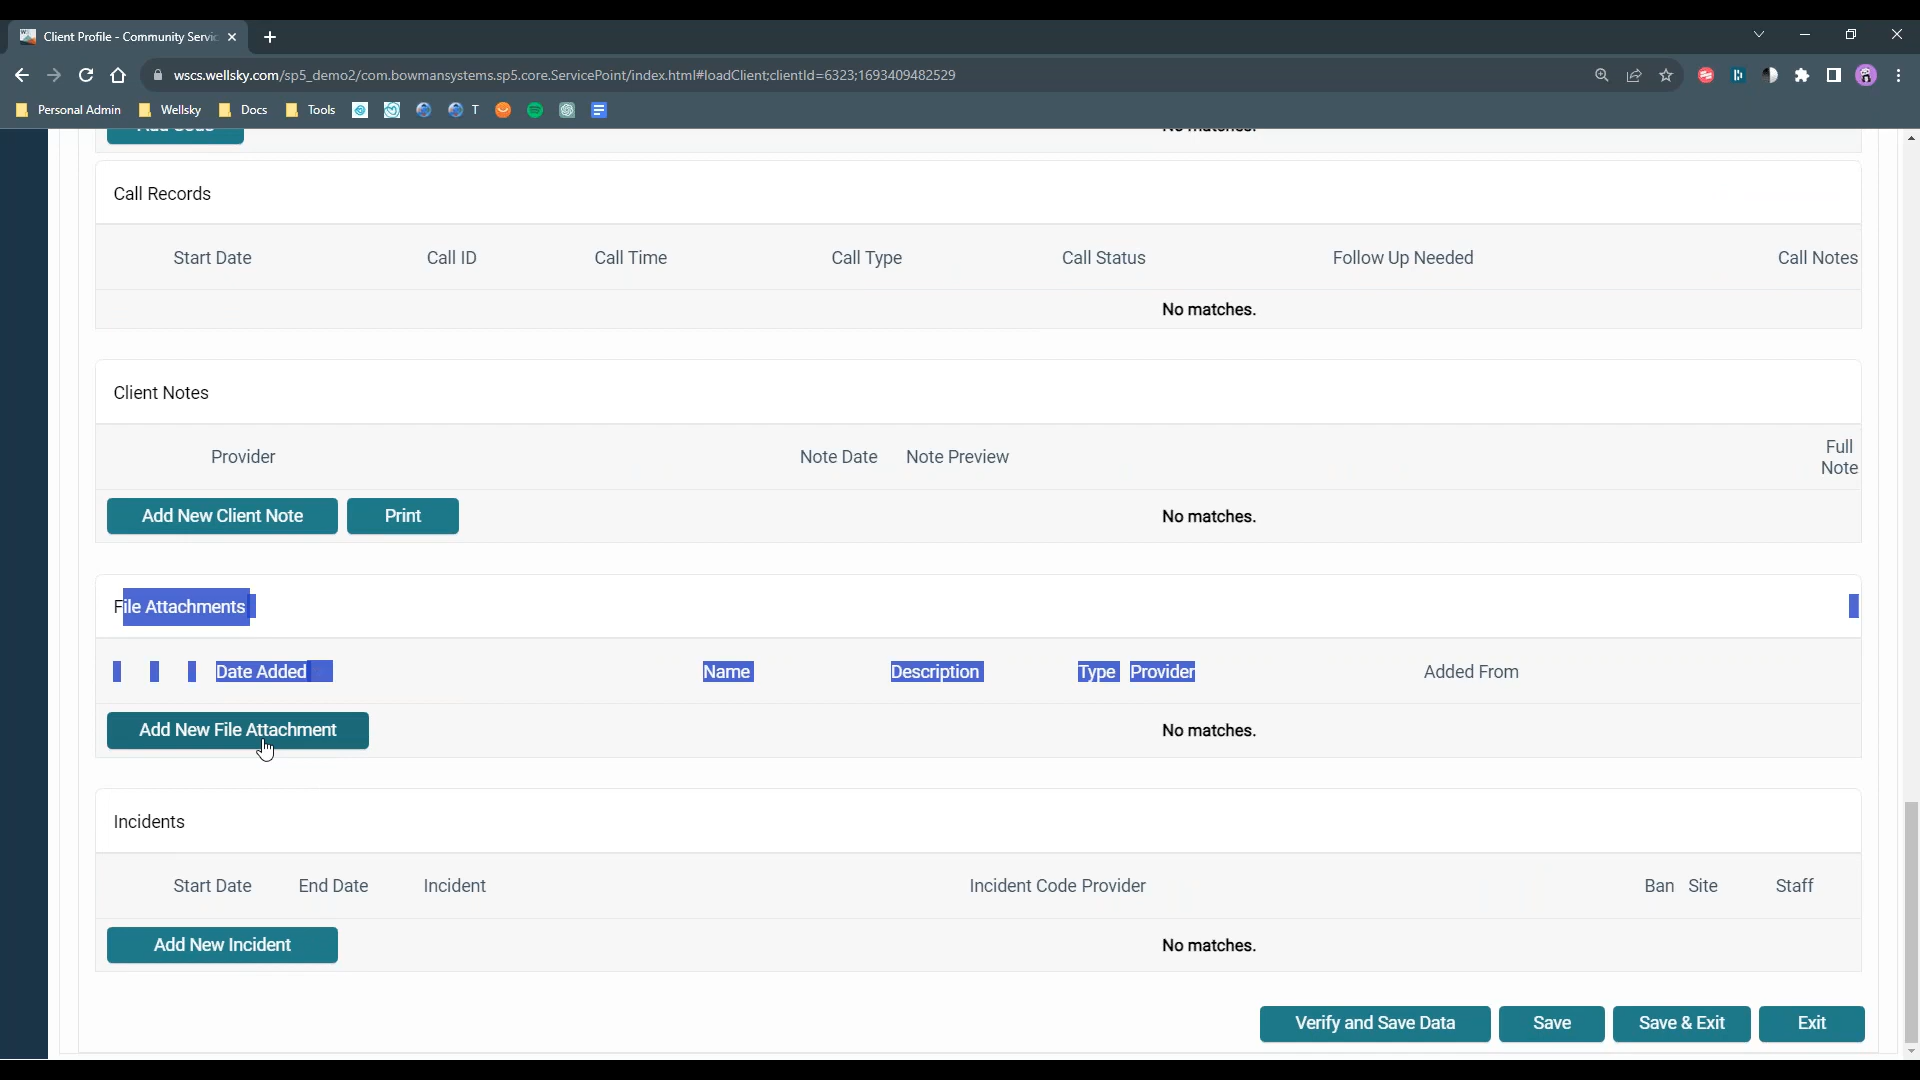 Client Profile - Community Servic
wscs.wellsky.com/sp5_demo2/com.bowmansystems.sp5.core.ServicePoint/index.html#loadClient;clientId=6323;1693409482529
Personal Admin Wellsky Docs Tools T
Call Records
Start Date Call ID Call Time Call Type Call Status Follow Up Needed Call Notes
No matches.
Client Notes
Provider Note Date Note Preview Full Note
Add New Client Note Print No matches.
File Attachments
Date Added Name Description Type Provider Added From
Add New File Attachment No matches.
Incidents
Start Date End Date Incident Incident Code Provider Ban Site Staff
Add New Incident No matches.
Verify and Save Data Save Save & Exit Exit